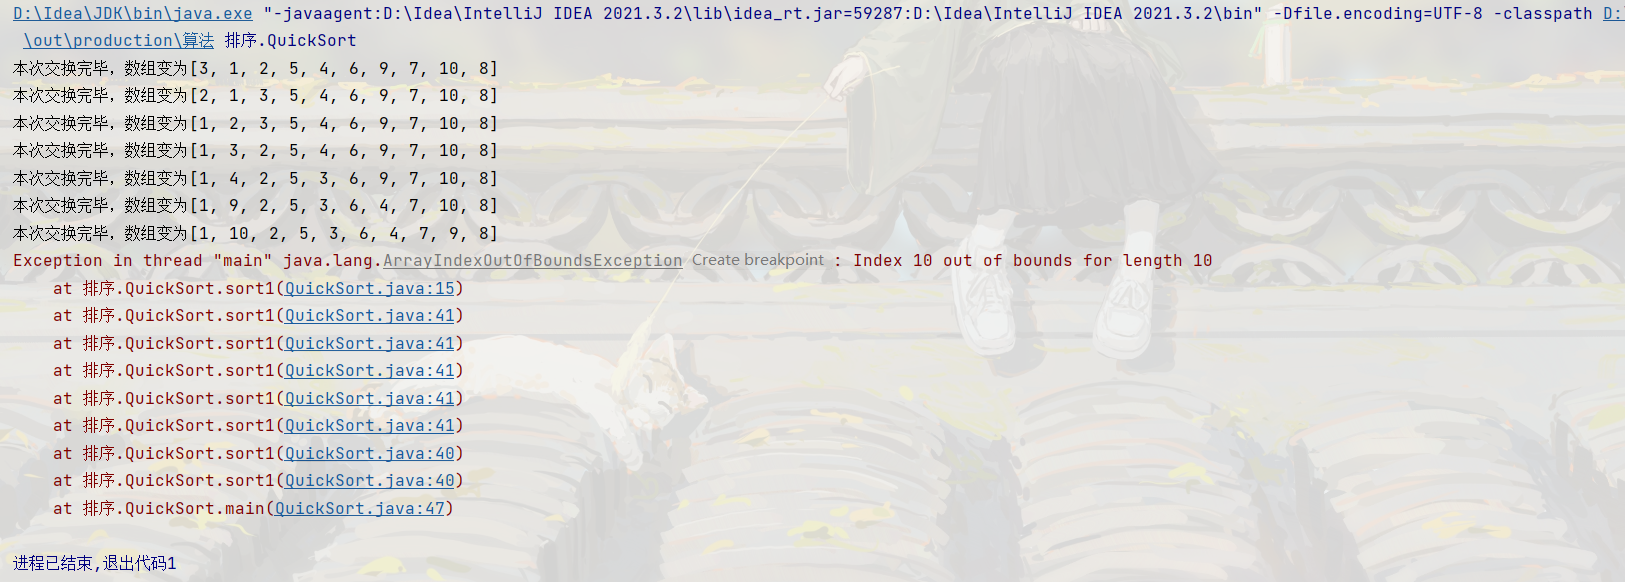 D:\Idea\JDK\bin\java.exe "-javaagent:D:\Idea\IntelliJ IDEA 2021.3.2\lib\idea_rt.jar=59287:D:\Idea\IntelliJ IDEA 2021.3.2\bin" -Dfile.encoding=UTF-8 -classpath D:
\out\production\算法 排序.QuickSort
本次交换完毕，数组变为[3, 1, 2, 5, 4, 6, 9, 7, 10, 8]
本次交换完毕，数组变为[2, 1, 3, 5, 4, 6, 9, 7, 10, 8]
本次交换完毕，数组变为[1, 2, 3, 5, 4, 6, 9, 7, 10, 8]
本次交换完毕，数组变为[1, 3, 2, 5, 4, 6, 9, 7, 10, 8]
本次交换完毕，数组变为[1, 4, 2, 5, 3, 6, 9, 7, 10, 8]
本次交换完毕，数组变为[1, 9, 2, 5, 3, 6, 4, 7, 10, 8]
本次交换完毕，数组变为[1, 10, 2, 5, 3, 6, 4, 7, 9, 8]
Exception in thread "main" java.lang.ArrayIndexOutOfBoundsException Create breakpoint : Index 10 out of bounds for length 10
at 排序.QuickSort.sort1(QuickSort.java:15)
at 排序.QuickSort.sort1(QuickSort.java:41)
at 排序.QuickSort.sort1(QuickSort.java:41)
at 排序.QuickSort.sort1(QuickSort.java:41)
at 排序.QuickSort.sort1(QuickSort.java:41)
at 排序.QuickSort.sort1(QuickSort.java:41)
at 排序.QuickSort.sort1(QuickSort.java:40)
at 排序.QuickSort.sort1(QuickSort.java:40)
at 排序.QuickSort.main(QuickSort.java:47)
进程已结束,退出代码1